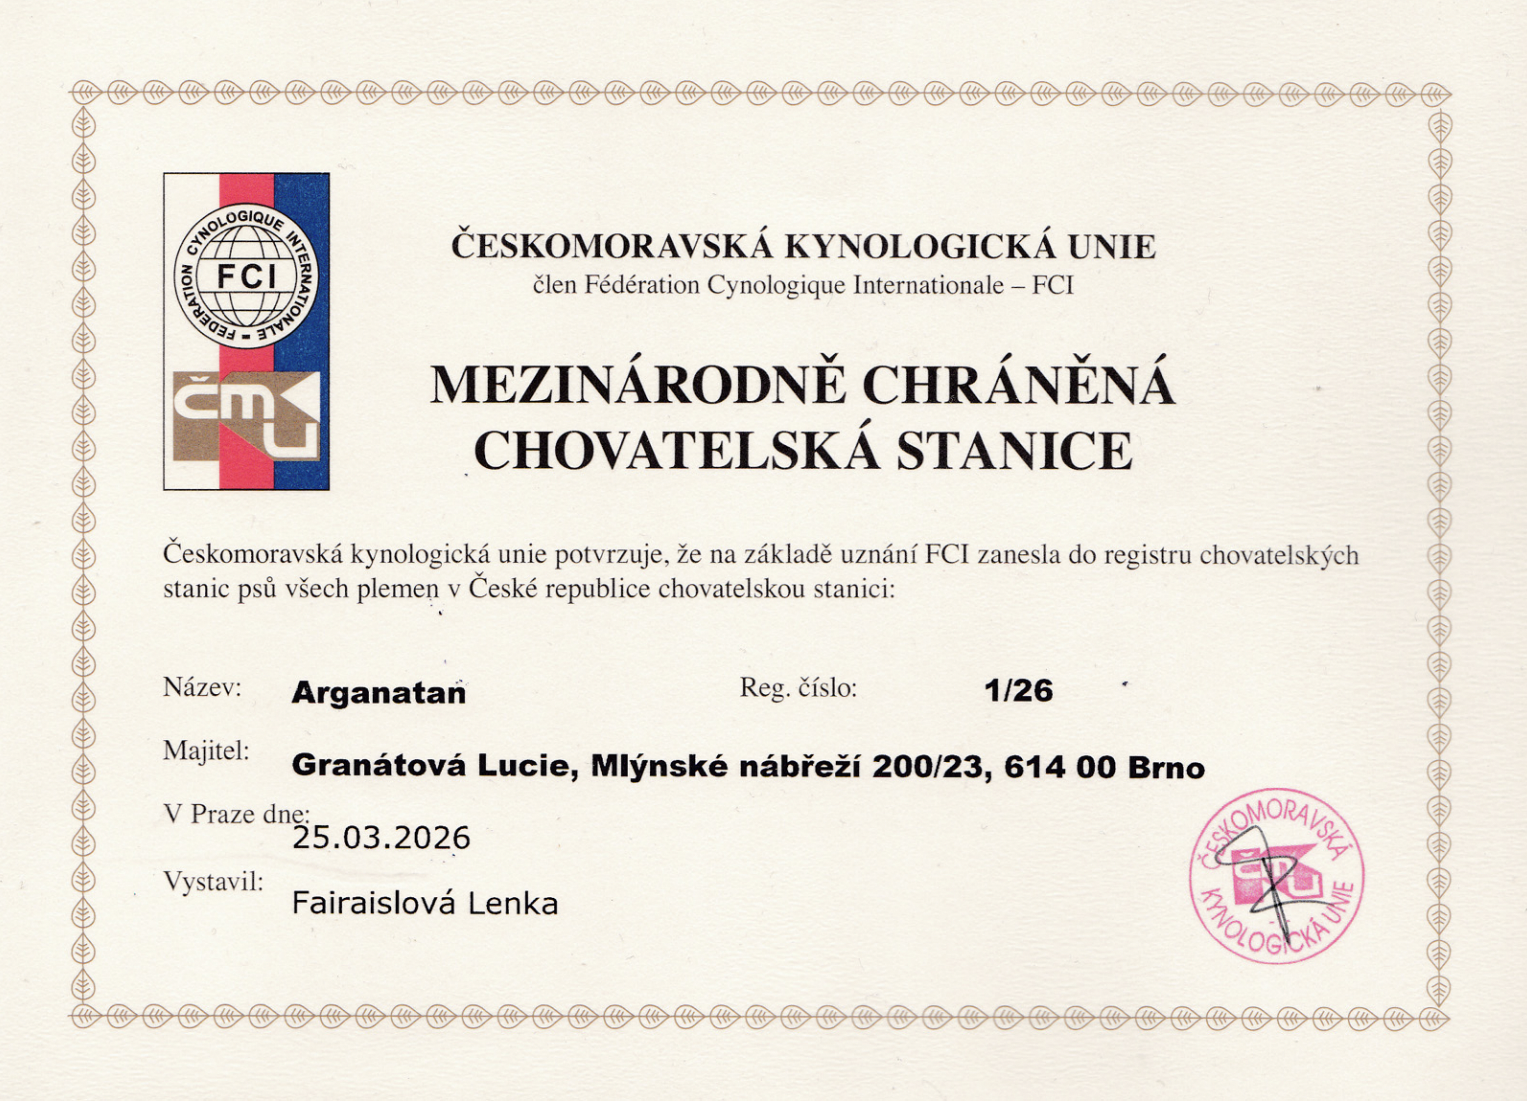 FEDERATION CYNOLOGIQUE INTERNATIONALE –
FCI
ČMKU
ČESKOMORAVSKÁ KYNOLOGICKÁ UNIE
člen Fédération Cynologique Internationale – FCI
MEZINÁRODNĚ CHRÁNĚNÁ
CHOVATELSKÁ STANICE
Českomoravská kynologická unie potvrzuje, že na základě uznání FCI zanesla do registru chovatelských
stanic psů všech plemen v České republice chovatelskou stanici:
Název: Arganatan Reg. číslo: 1/26
Majitel: Granátová Lucie, Mlýnské nábřeží 200/23, 614 00 Brno
V Praze dne: 25.03.2026
Vystavil: Fairaislová Lenka
ČESKOMORAVSKÁ
KYNOLOGICKÁ UNIE
ČMKU